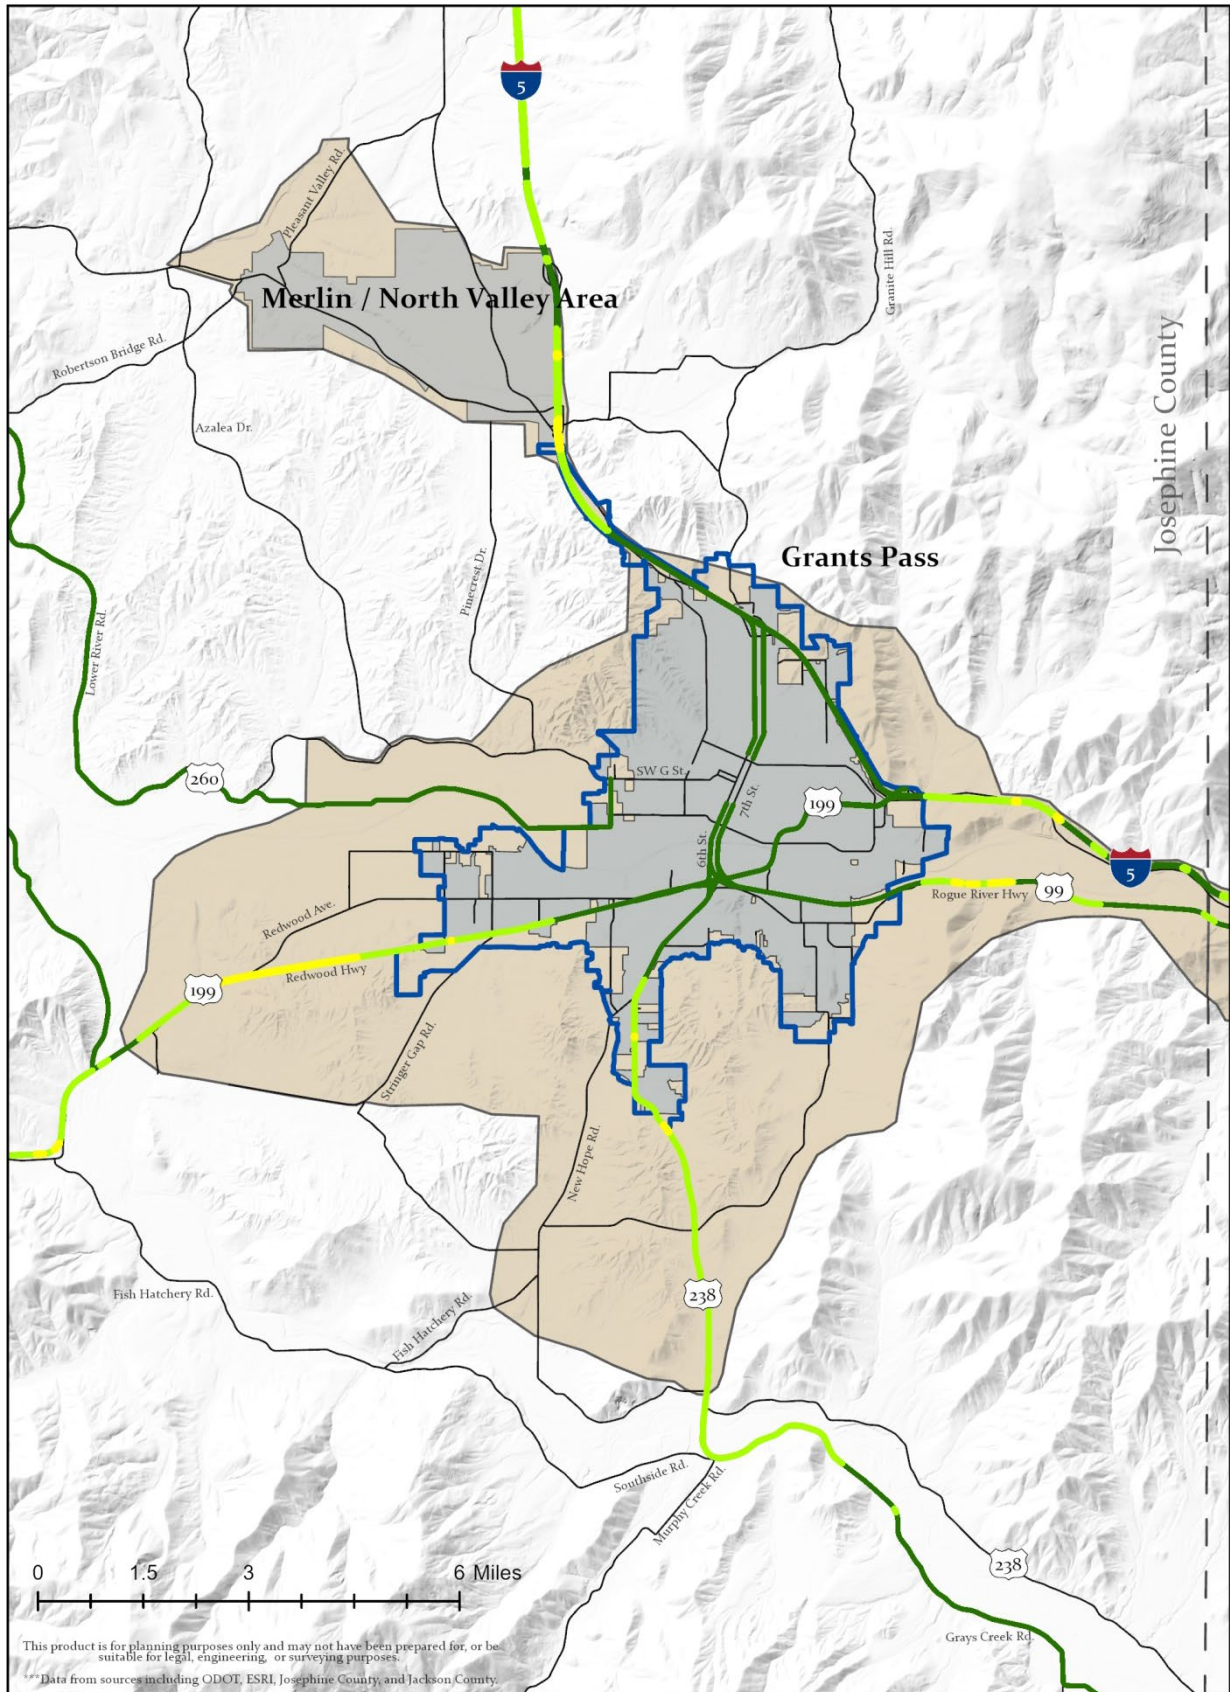 5
Pleasant Valley Rd.
Granite Hill Rd.
Merlin / North Valley Area
Robertson Bridge Rd.
Josephine County
Azalea Dr.
Grants Pass
Pinecrest Dr.
Lower River Rd.
260
SW G St.
7th St.
199
6th St.
5
99
Rogue River Hwy
Redwood Ave.
Redwood Hwy
199
Stringer Gap Rd.
New Hope Rd.
238
Fish Hatchery Rd.
Fish Hatchery Rd.
Southside Rd.
Murphy Creek Rd.
238
0 1.5 3 6 Miles
Grays Creek Rd.
This product is for planning purposes only and may not have been prepared for, or be
suitable for legal, engineering, or surveying purposes.
***Data from sources including ODOT, ESRI, Josephine County, and Jackson County.